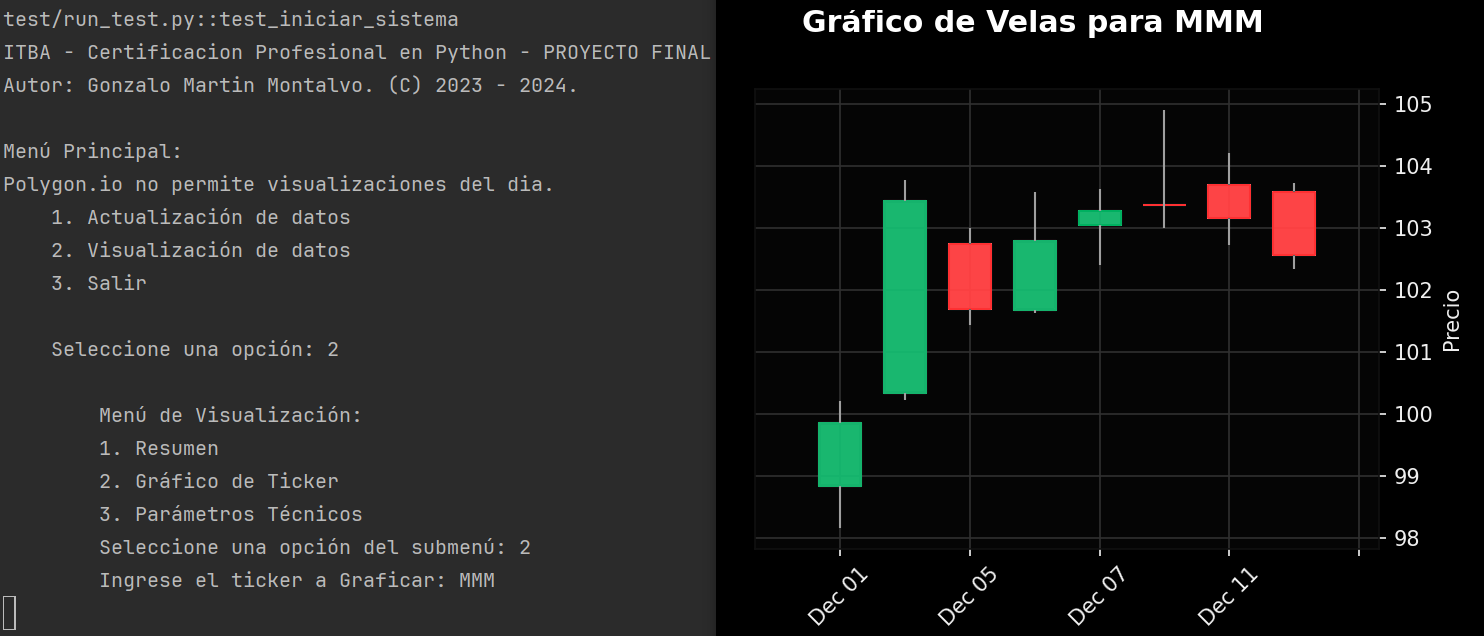 test/run_test.py::test_iniciar_sistema
ITBA - Certificacion Profesional en Python - PROYECTO FINAL
Autor: Gonzalo Martin Montalvo. (C) 2023 - 2024.
Menú Principal:
Polygon.io no permite visualizaciones del dia.
1. Actualización de datos
2. Visualización de datos
3. Salir
Seleccione una opción: 2
Menú de Visualización:
1. Resumen
2. Gráfico de Ticker
3. Parámetros Técnicos
Seleccione una opción del submenú: 2
Ingrese el ticker a Graficar: MMM
Gráfico de Velas para MMM
105
104
103
102
101
100
99
98
Precio
Dec 01
Dec 05
Dec 07
Dec 11